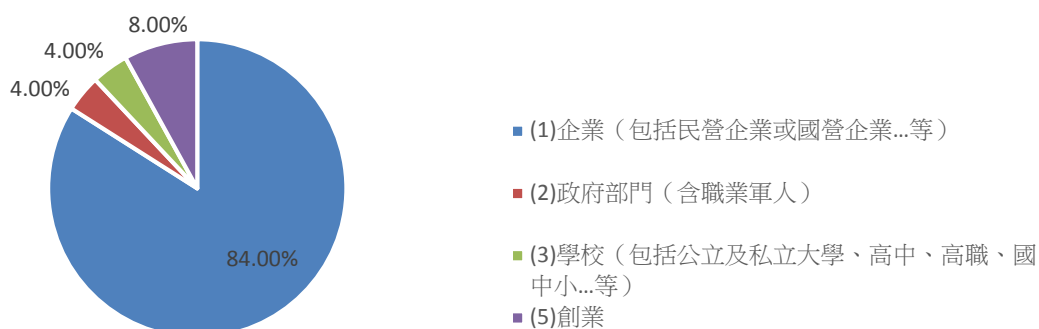 8.00%
4.00%
4.00%
84.00%
(1)企業（包括民營企業或國營企業...等）
(2)政府部門（含職業軍人）
(3)學校（包括公立及私立大學、高中、高職、國
中小...等）
(5)創業